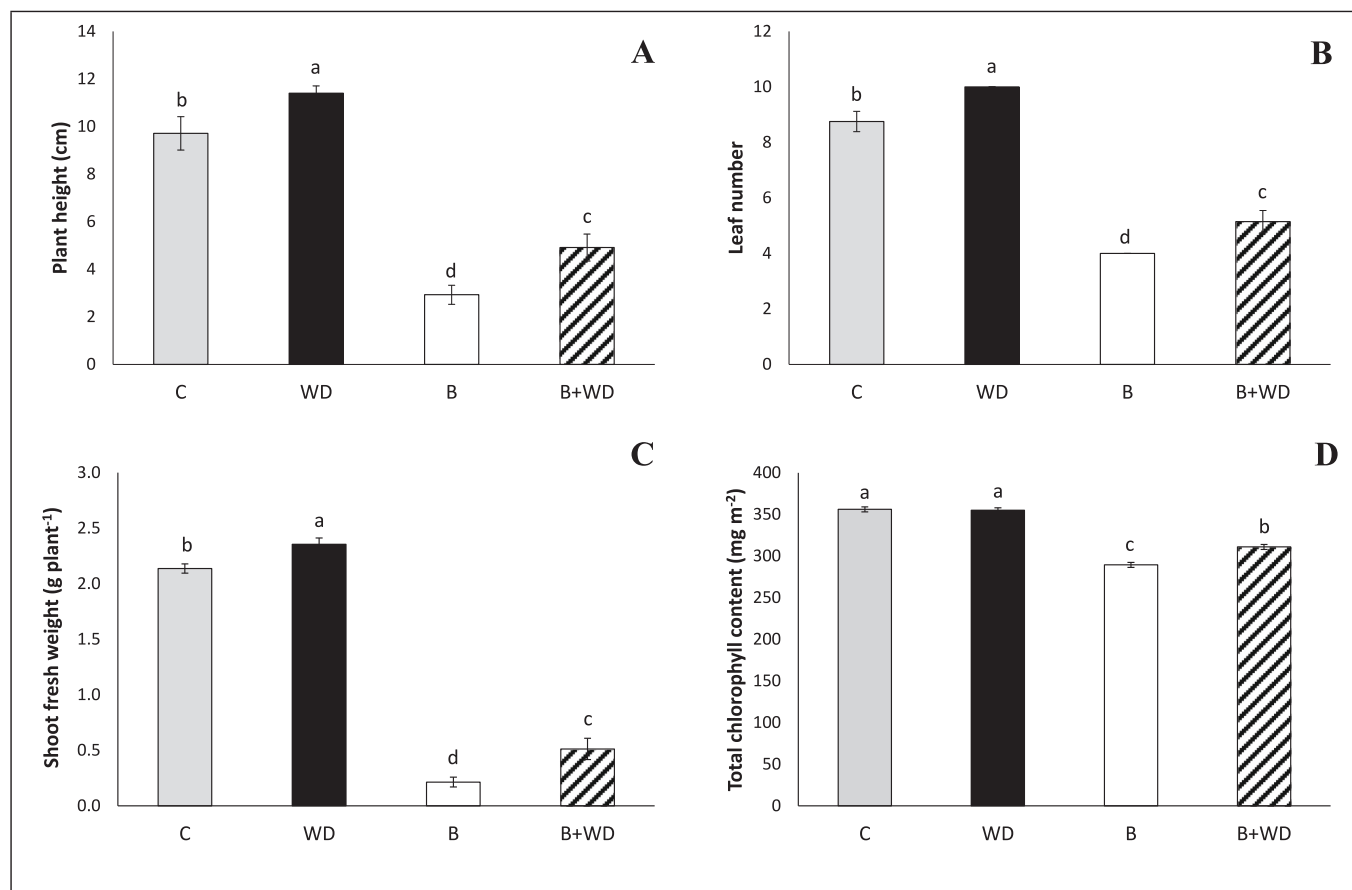 A
Plant height (cm)
14
12
10
8
6
4
2
0
b
a
d
c
C WD B B+WD
B
Leaf number
12
10
8
6
4
2
0
b
a
d
c
C WD B B+WD
C
Shoot fresh weight (g plant⁻¹)
3.0
2.5
2.0
1.5
1.0
0.5
0.0
b
a
d
c
C WD B B+WD
D
Total chlorophyll content (mg m⁻²)
400
350
300
250
200
150
100
50
0
a
a
c
b
C WD B B+WD